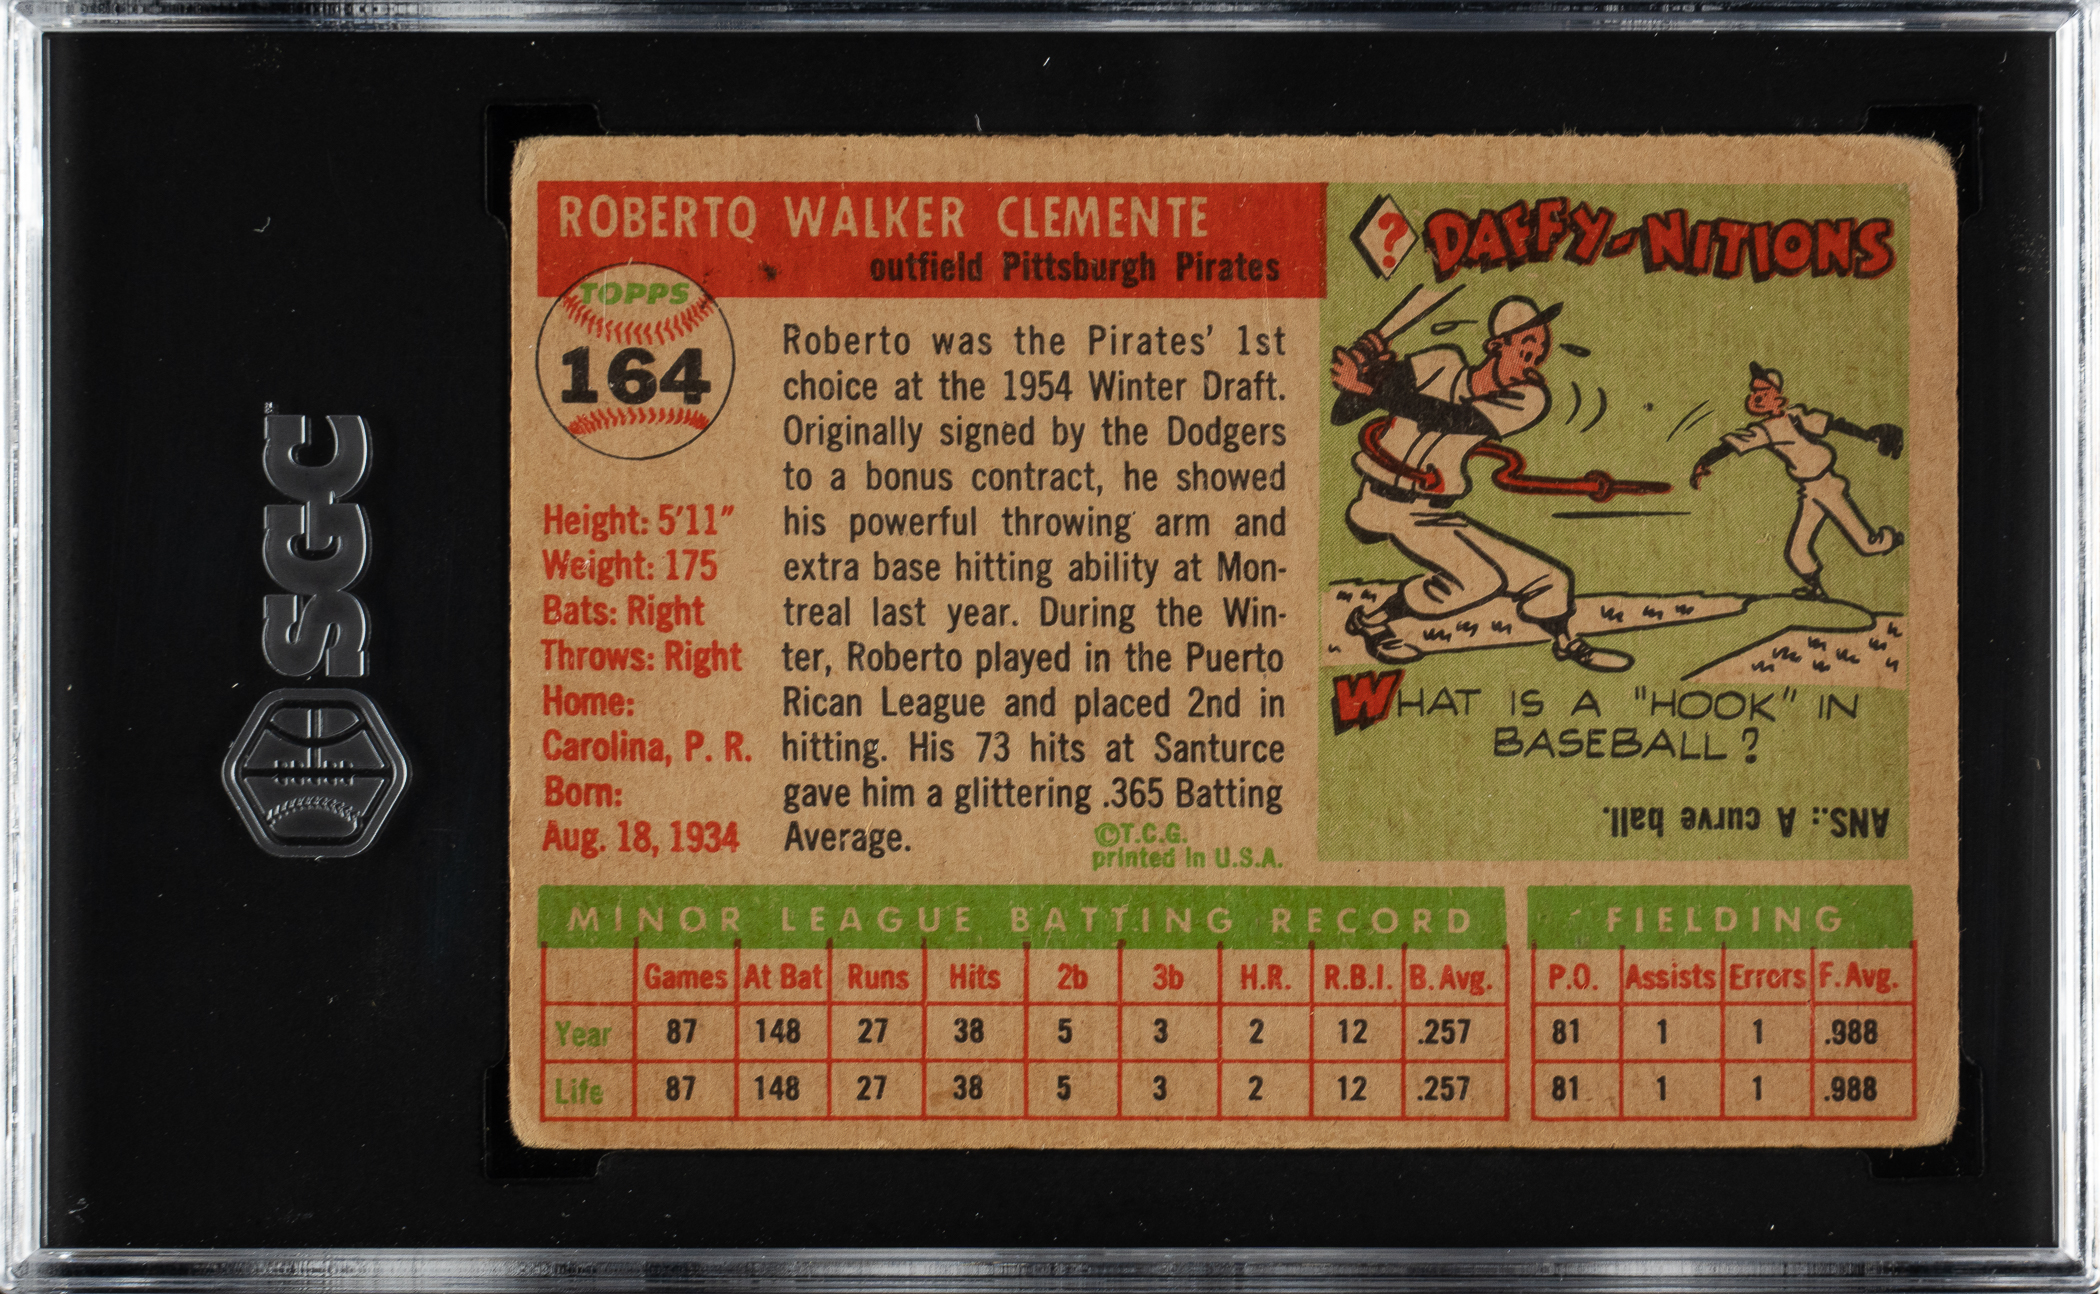 SGC
ROBERTO WALKER CLEMENTE
outfield Pittsburgh Pirates
TOPPS
164
Height: 5'11"
Weight: 175
Bats: Right
Throws: Right
Home:
Carolina, P. R.
Born:
Aug. 18, 1934
Roberto was the Pirates' 1st
choice at the 1954 Winter Draft.
Originally signed by the Dodgers
to a bonus contract, he showed
his powerful throwing arm and
extra base hitting ability at Mon-
treal last year. During the Win-
ter, Roberto played in the Puerto
Rican League and placed 2nd in
hitting. His 73 hits at Santurce
gave him a glittering .365 Batting
Average.
©T.C.G.
printed in U.S.A.
? DAFFY-NITIONS
WHAT IS A "HOOK" IN
BASEBALL?
ANS.: A curve ball.
MINOR LEAGUE BATTING RECORD
Games At Bat Runs Hits 2b 3b H.R. R.B.I. B. Avg.
Year 87 148 27 38 5 3 2 12 .257
Life 87 148 27 38 5 3 2 12 .257
FIELDING
P.O. Assists Errors F. Avg.
81 1 1 .988
81 1 1 .988